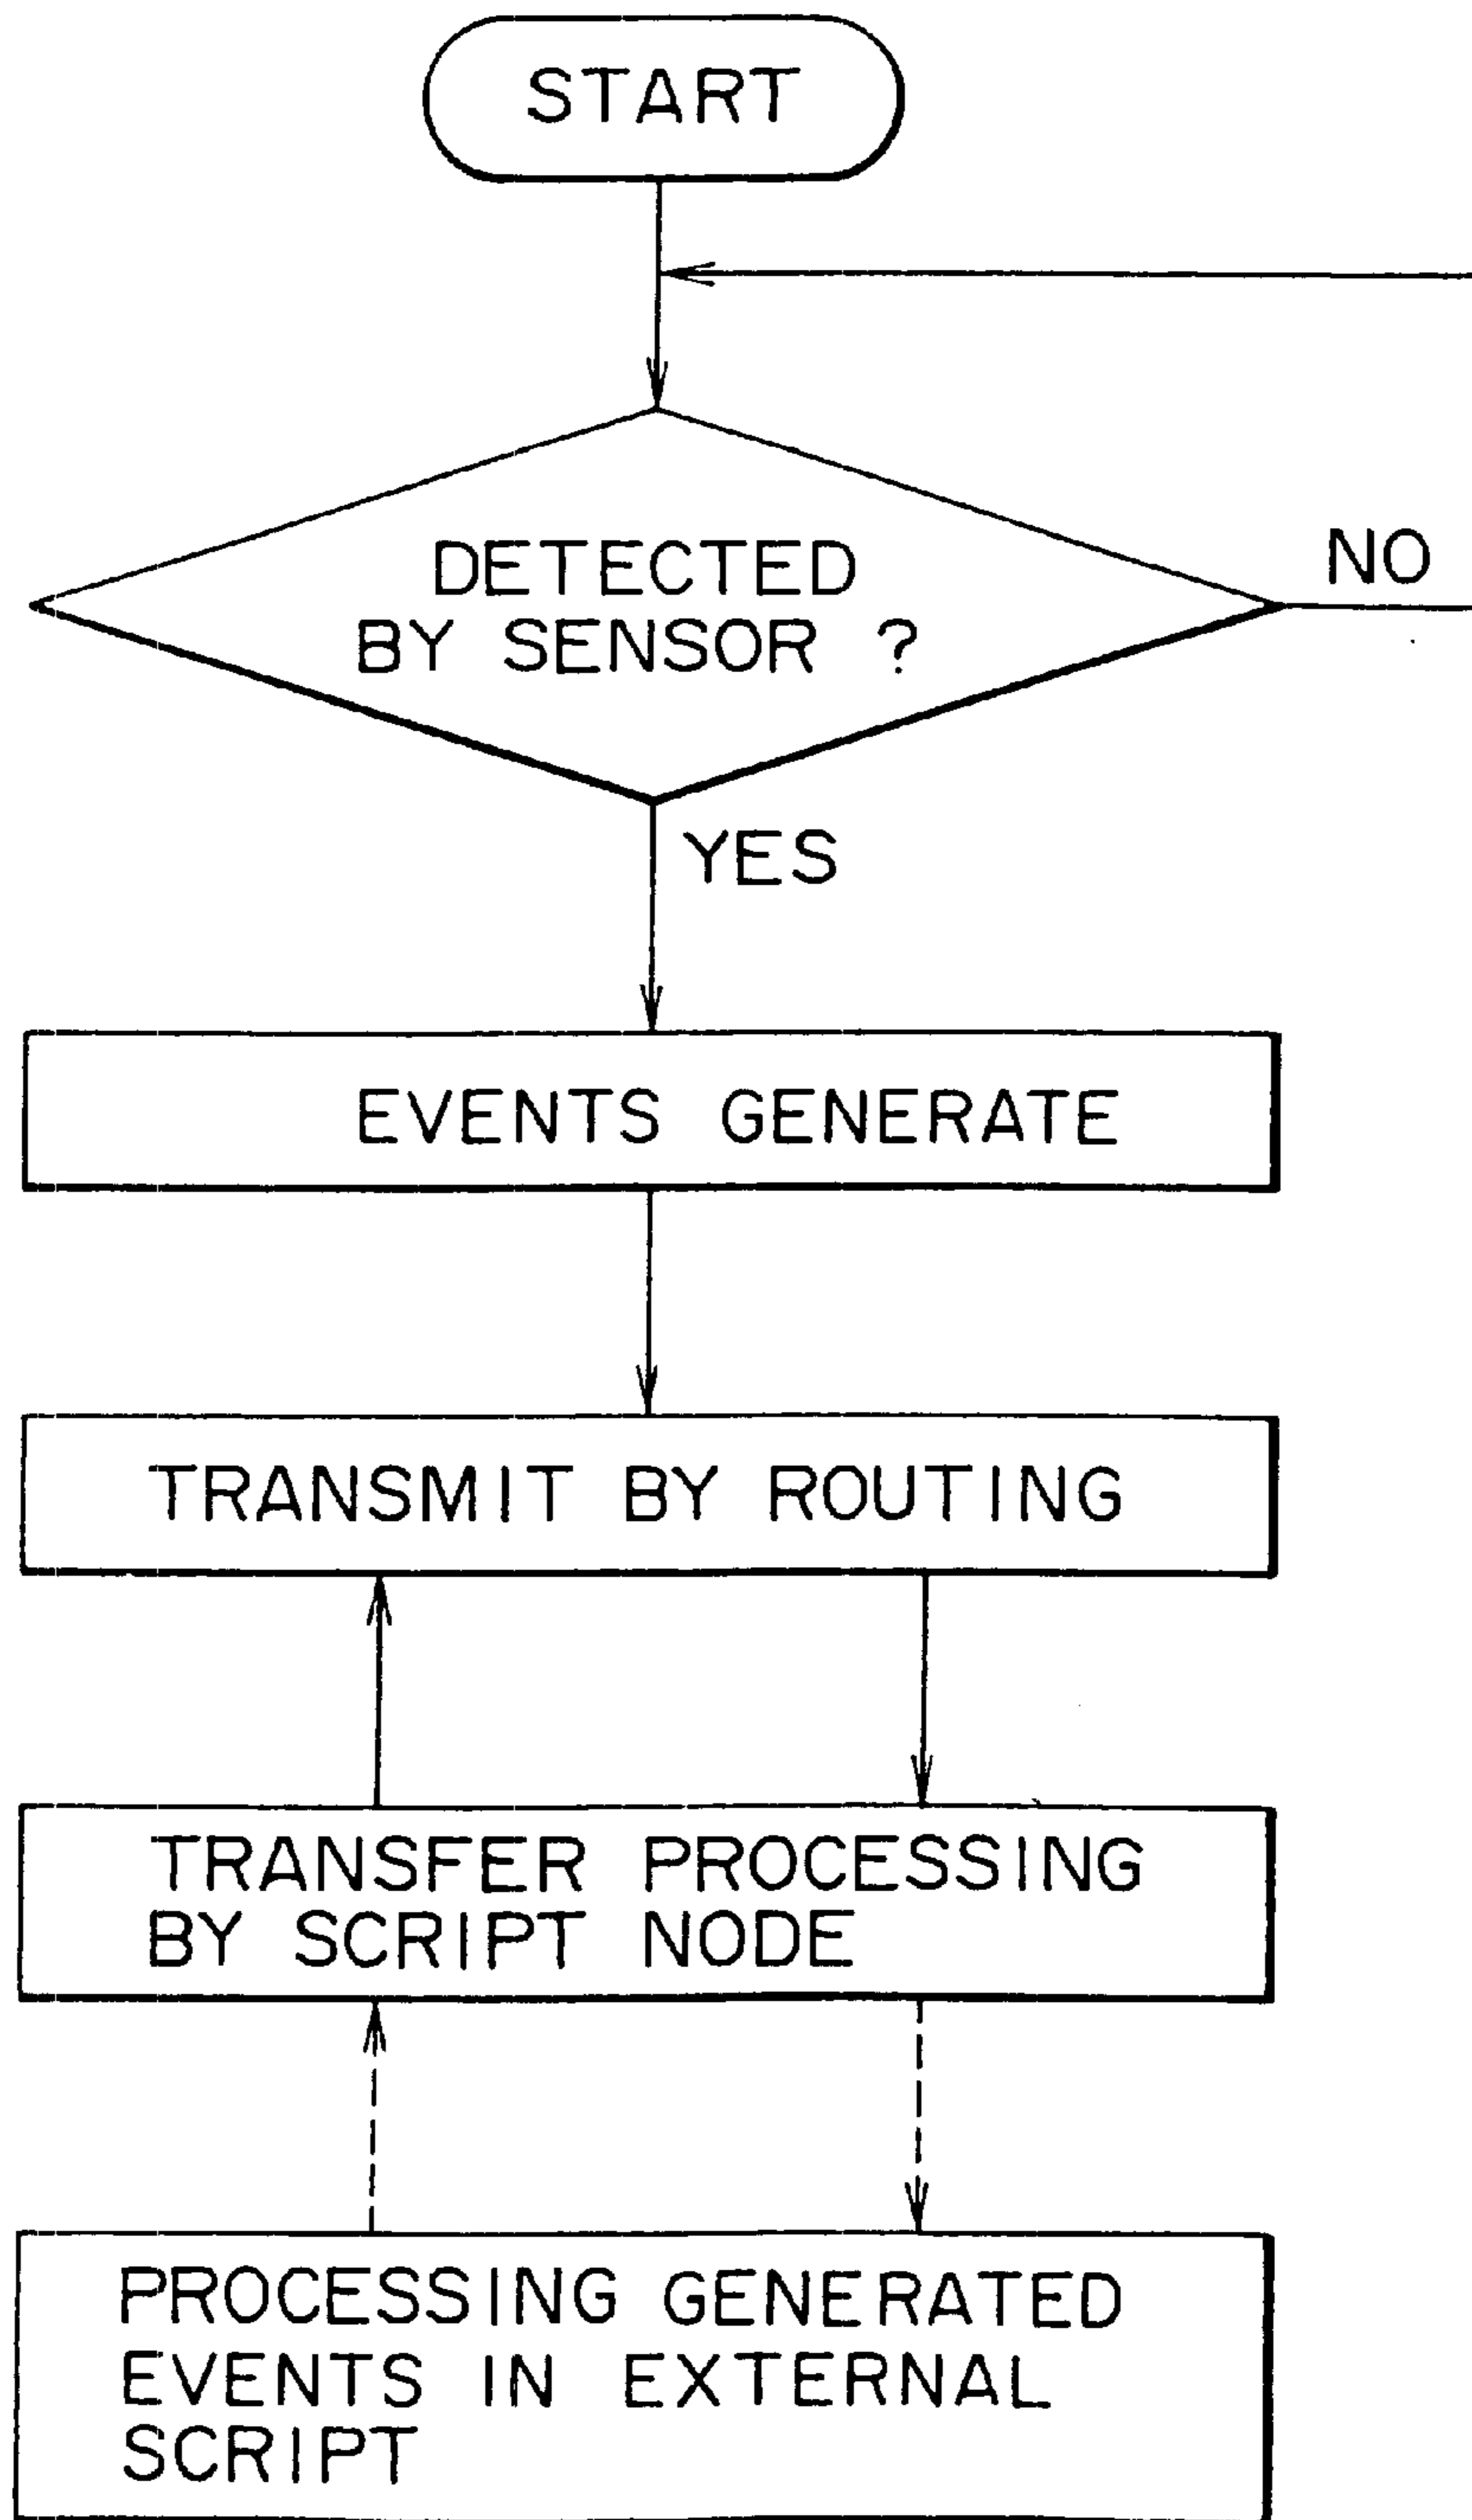 START
DETECTED
BY SENSOR ?
NO
YES
EVENTS GENERATE
TRANSMIT BY ROUTING
TRANSFER PROCESSING
BY SCRIPT NODE
PROCESSING GENERATED
EVENTS IN EXTERNAL
SCRIPT